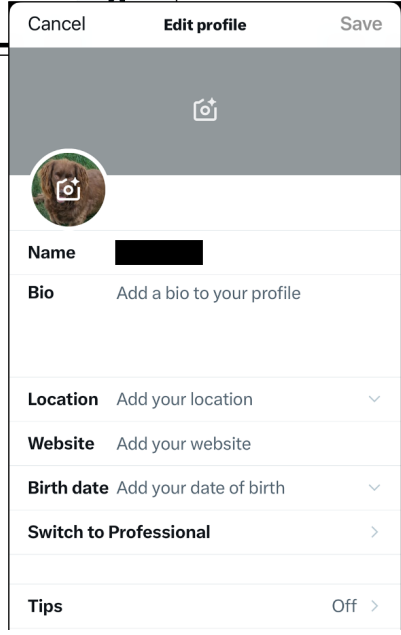 Cancel Edit profile Save
Name
Bio Add a bio to your profile
Location Add your location
Website Add your website
Birth date Add your date of birth
Switch to Professional
Tips Off